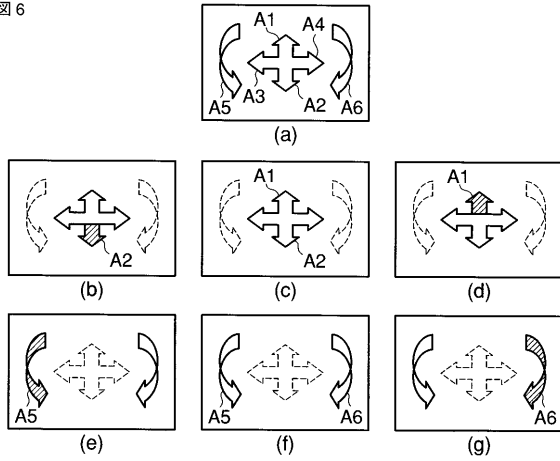 図6
A1 A4
A5 A3 A2 A6
(a)
A2
(b)
A1
A2
(c)
A1
(d)
A5
(e)
A5 A6
(f)
A6
(g)